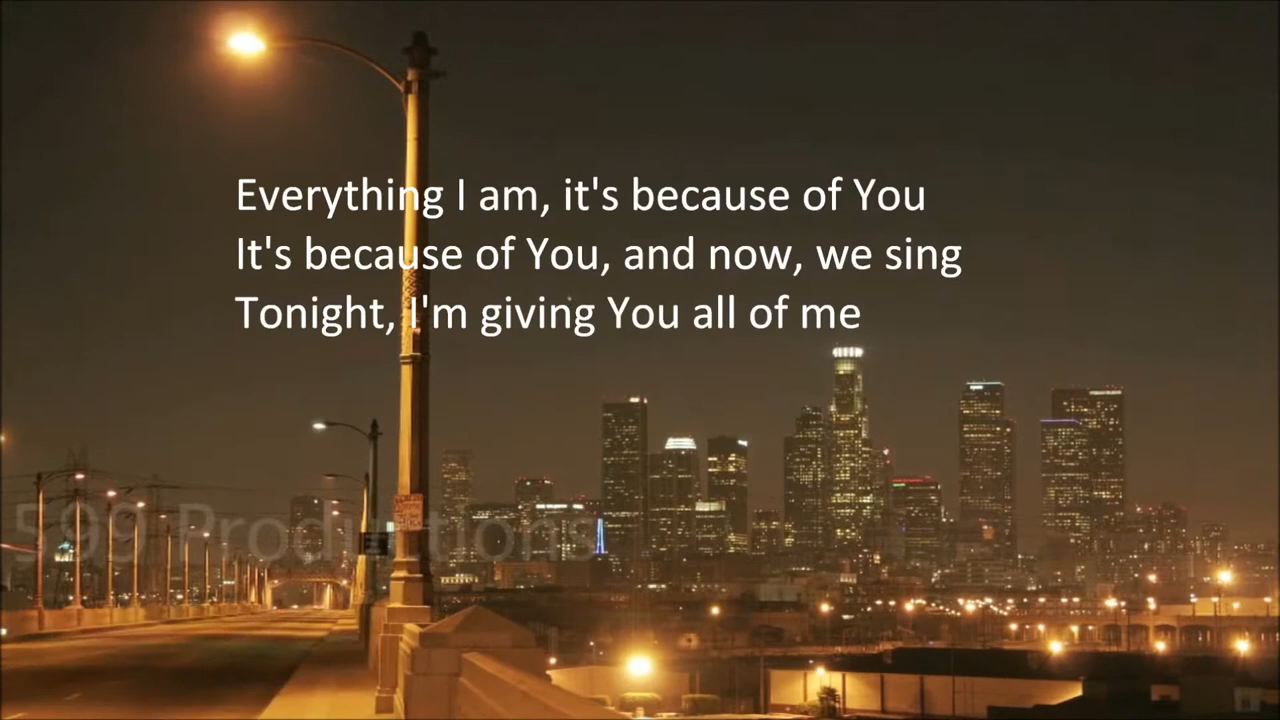 Everything I am, it's because of You
It's because of You, and now, we sing
Tonight, I'm giving You all of me
599 Productions